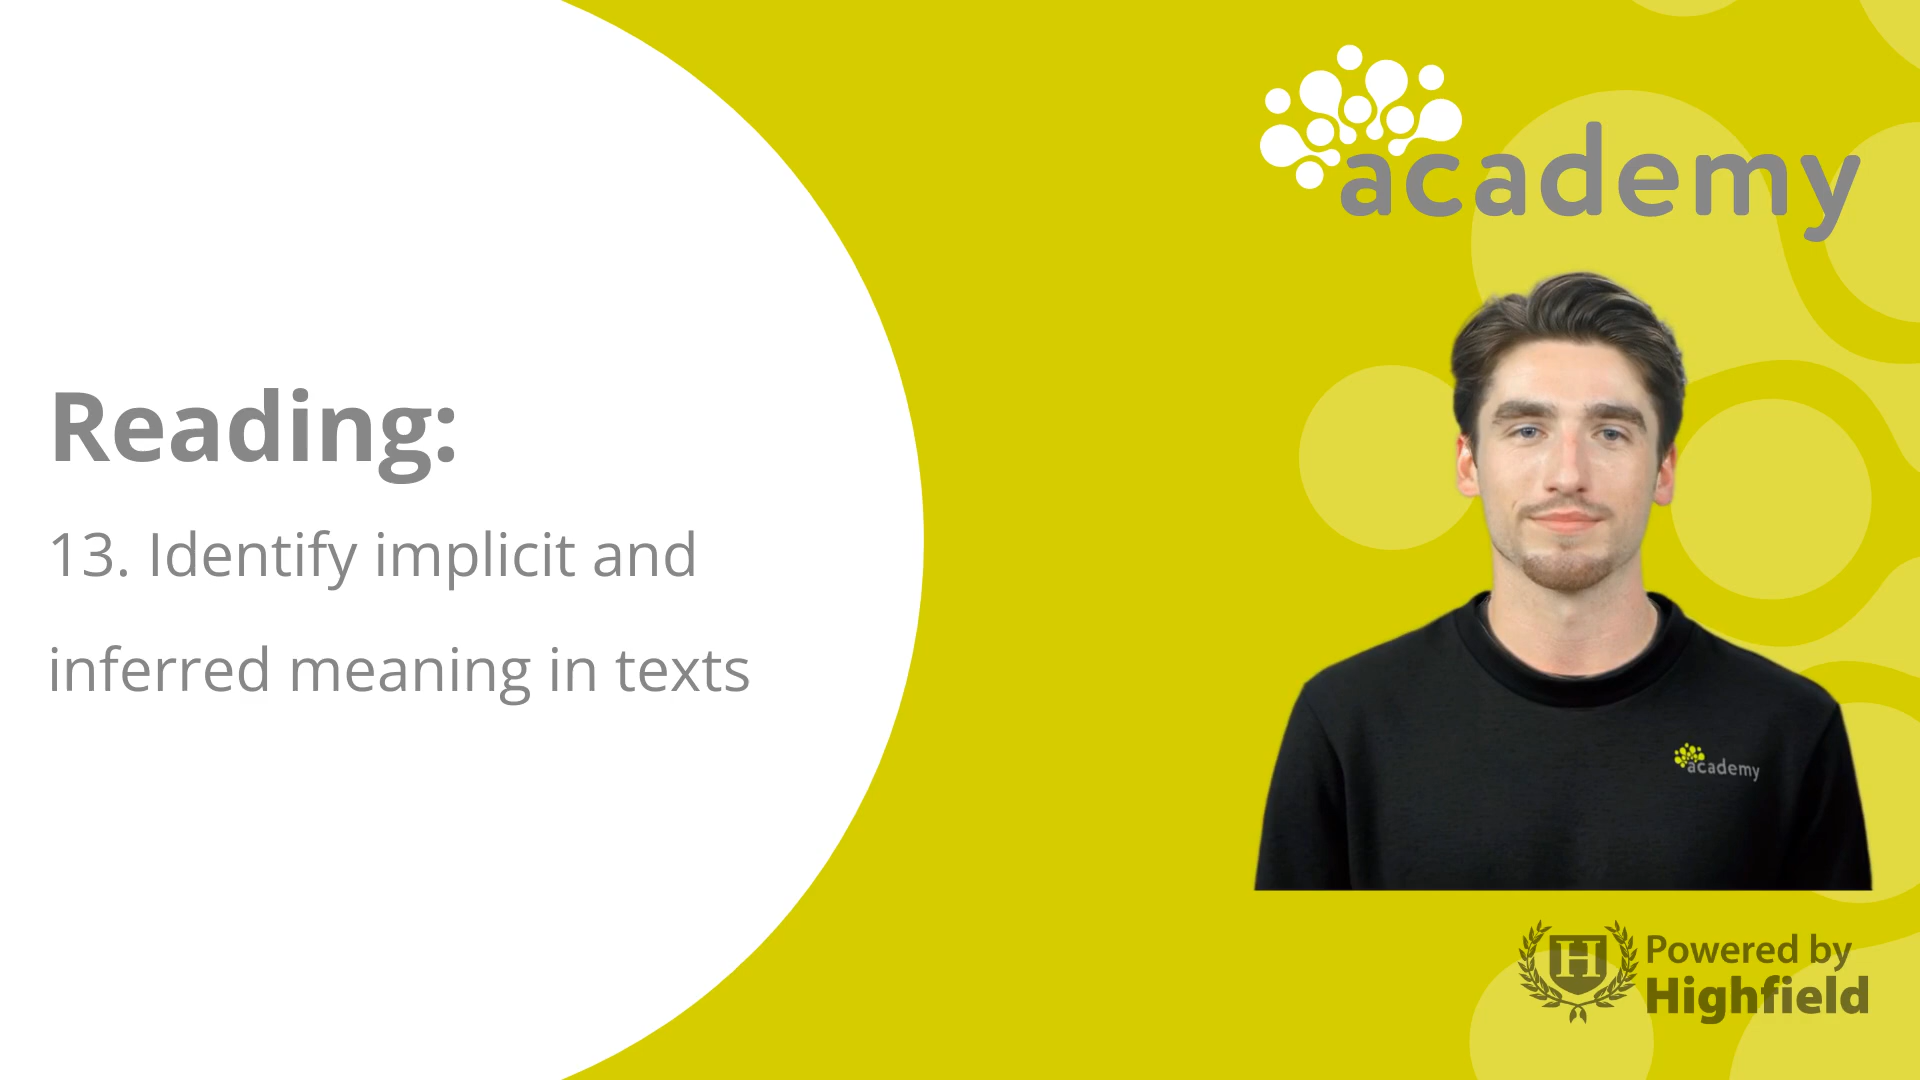 academy
Reading:
13. Identify implicit and
inferred meaning in texts
academy
H
Powered by
Highfield